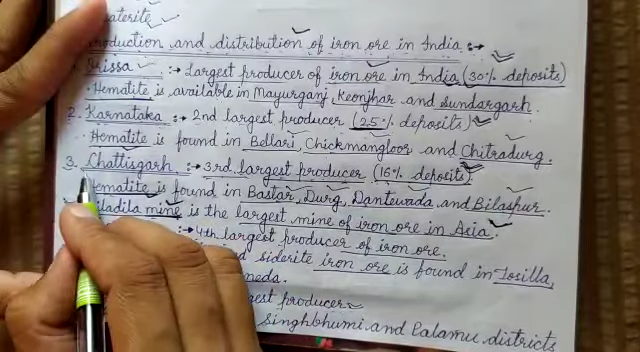 production and distribution of iron ore in India :→
1. Orissa :→ Largest producer of iron ore in India (30% deposits)
· Hematite is available in Mayurganj, Keonjhar and Sundargarh.
2. Karnataka :→ 2nd largest producer (25% deposits)
· Hematite is found in Bellari, Chickmangloor and Chitradurg.
3. Chattisgarh :→ 3rd largest producer (16% deposits)
Hematite is found in Bastar, Durg, Dantewada and Bilaspur.
mine is the largest mine of iron ore in Asia.
:→ 4th largest producer of iron ore.
siderite iron ore is found in Tosilla,
producer
Singhbhumi and Palamu districts